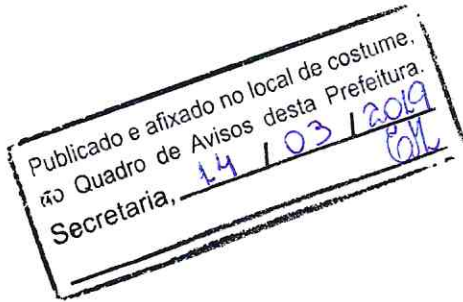 Publicado e afixado no local de costume,
no Quadro de Avisos desta Prefeitura.
Secretaria, 14 / 03 / 2019